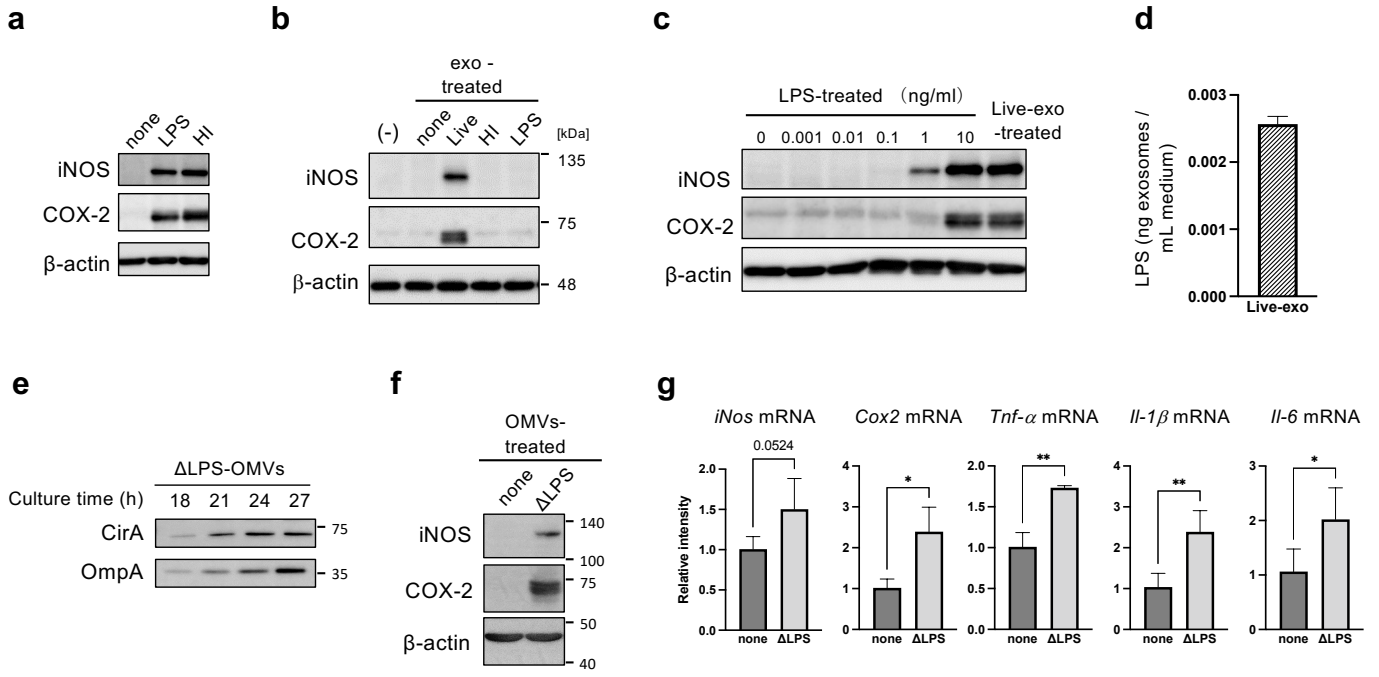 a
none
LPS
HI
iNOS
COX-2
β-actin
b
exo -
treated
(-)
none
Live
HI
LPS
[kDa]
iNOS
135
COX-2
75
β-actin
48
c
LPS-treated (ng/ml)
Live-exo
-treated
0 0.001 0.01 0.1 1 10
iNOS
COX-2
β-actin
d
LPS (ng exosomes /
mL medium)
0.003
0.002
0.001
0.000
Live-exo
e
ΔLPS-OMVs
Culture time (h) 18 21 24 27
CirA
75
OmpA
35
f
OMVs-
treated
none
ΔLPS
iNOS
140
100
COX-2
75
50
β-actin
40
g
iNos mRNA
0.0524
Relative intensity
2.0
1.5
1.0
0.5
0.0
none ΔLPS
Cox2 mRNA
*
4
3
2
1
0
none ΔLPS
Tnf-α mRNA
**
2.0
1.5
1.0
0.5
0.0
none ΔLPS
Il-1β mRNA
**
4
3
2
1
0
none ΔLPS
Il-6 mRNA
*
3
2
1
0
none ΔLPS